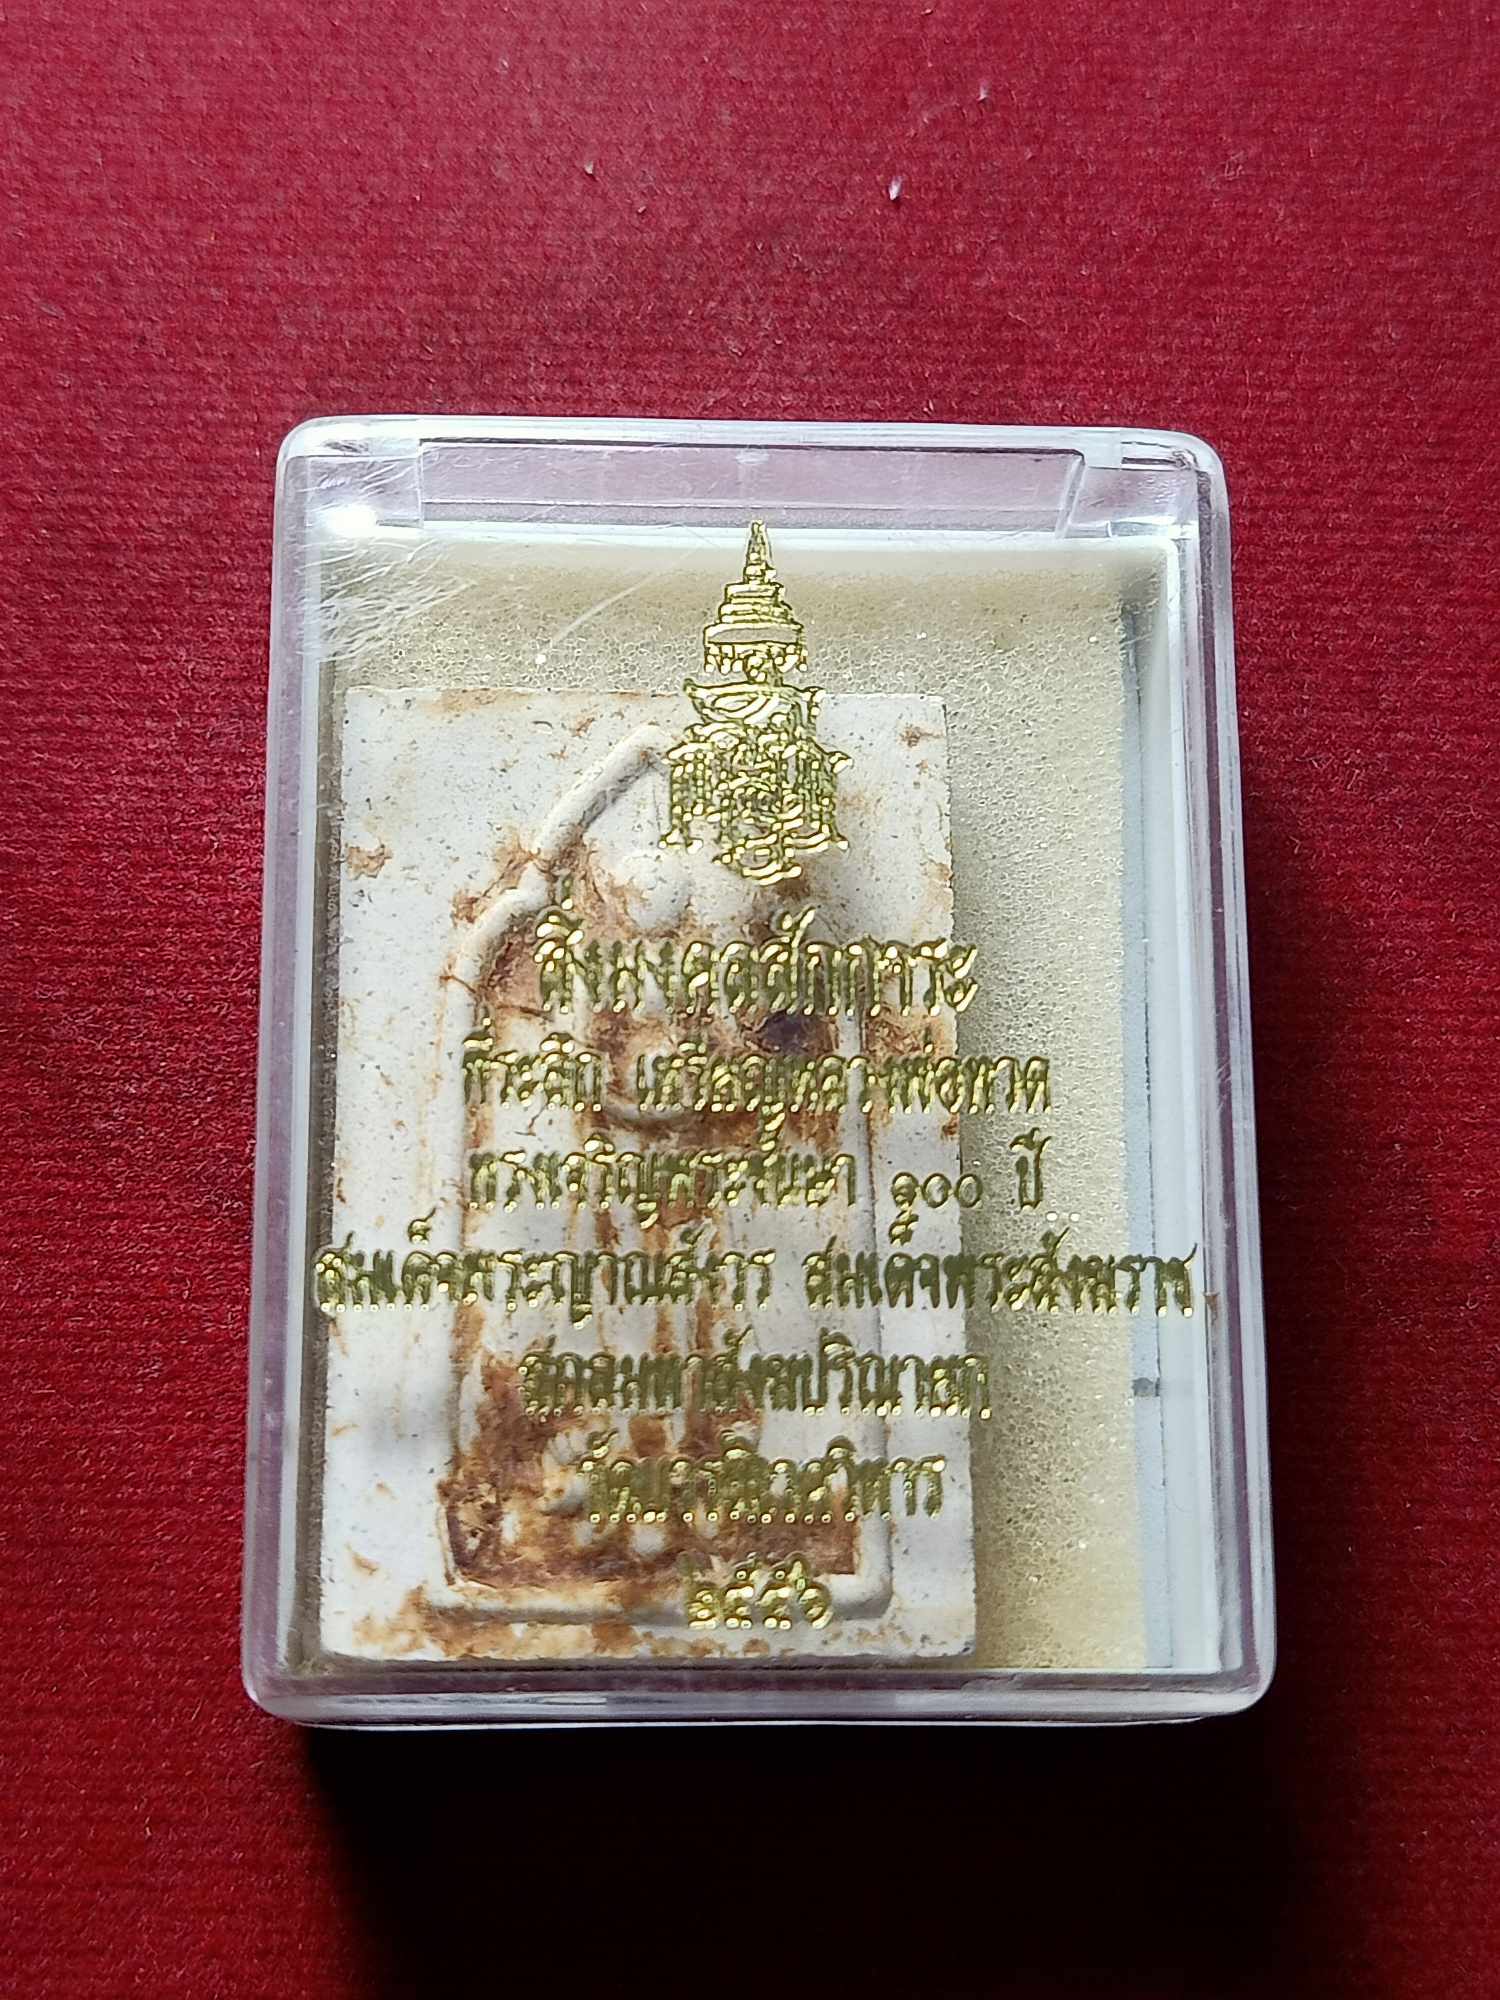 สิ่งมงคลสักการะ
ที่ระลึก เหรียญหลวงพ่อทวด
ทรงเจริญพระชันษา ๑๐๐ ปี
สมเด็จพระญาณสังวร สมเด็จพระสังฆราช
สกลมหาสังฆปริณายก
วัดบวรนิเวศวิหาร
๒๕๕๖